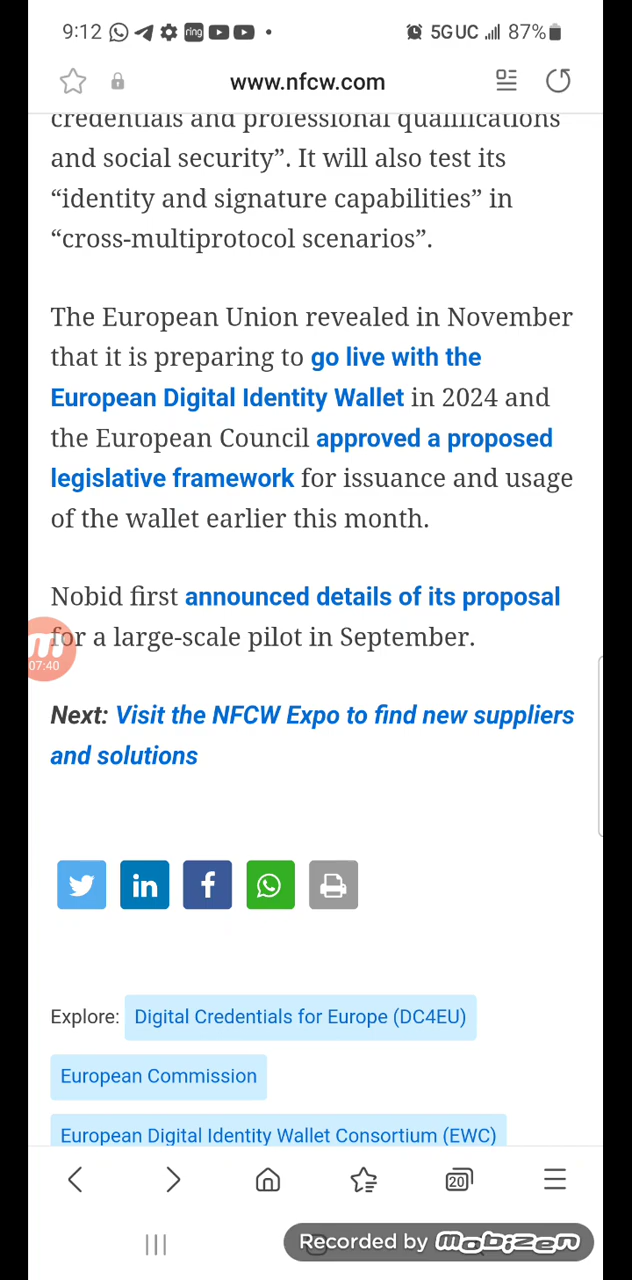 9:12 ring 5GUC 87%
www.nfcw.com
credentials and professional qualifications
and social security”. It will also test its
“identity and signature capabilities” in
“cross-multiprotocol scenarios”.
The European Union revealed in November
that it is preparing to go live with the
European Digital Identity Wallet in 2024 and
the European Council approved a proposed
legislative framework for issuance and usage
of the wallet earlier this month.
Nobid first announced details of its proposal
for a large-scale pilot in September.
07:40
Next: Visit the NFCW Expo to find new suppliers
and solutions
Explore: Digital Credentials for Europe (DC4EU)
European Commission
European Digital Identity Wallet Consortium (EWC)
20
Recorded by mobizen